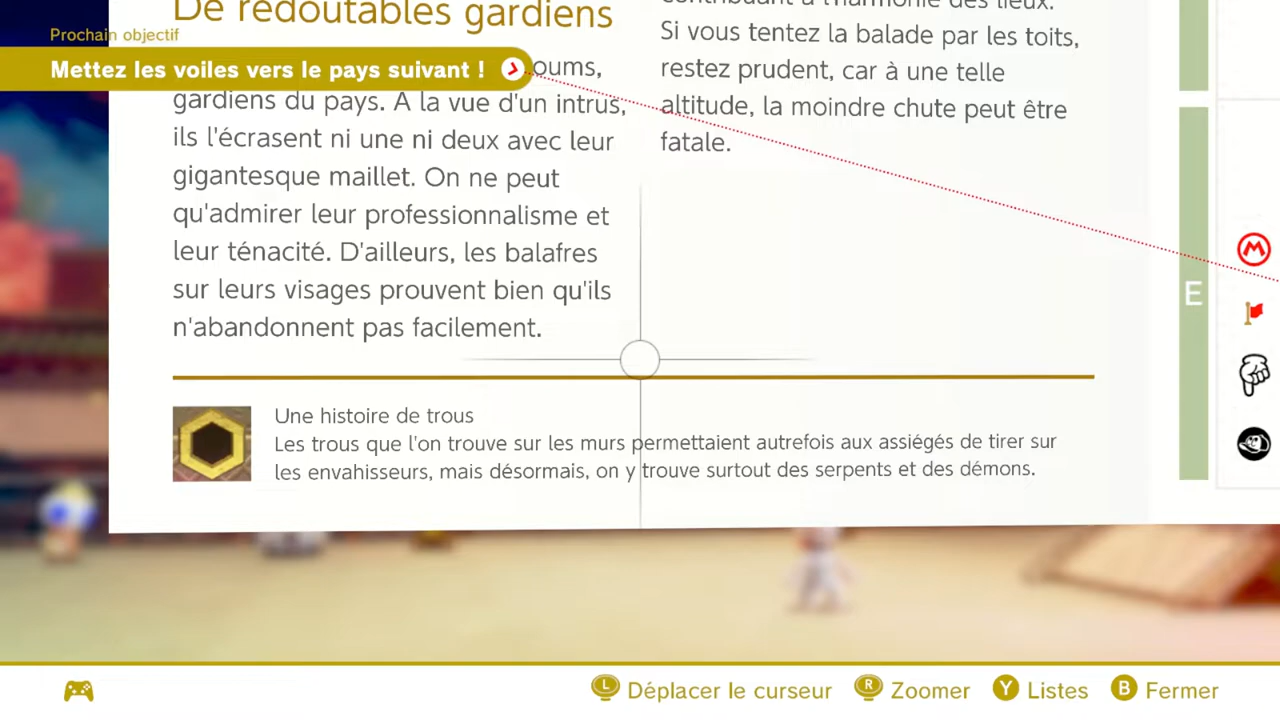 De redoutables gardiens
Prochain objectif
Mettez les voiles vers le pays suivant !
oums,
gardiens du pays. À la vue d'un intrus,
ils l'écrasent ni une ni deux avec leur
gigantesque maillet. On ne peut
qu'admirer leur professionnalisme et
leur ténacité. D'ailleurs, les balafres
sur leurs visages prouvent bien qu'ils
n'abandonnent pas facilement.
contribuant à l'harmonie des lieux.
Si vous tentez la balade par les toits,
restez prudent, car à une telle
altitude, la moindre chute peut être
fatale.
E
Une histoire de trous
Les trous que l'on trouve sur les murs permettaient autrefois aux assiégés de tirer sur
les envahisseurs, mais désormais, on y trouve surtout des serpents et des démons.
L Déplacer le curseur R Zoomer Y Listes B Fermer